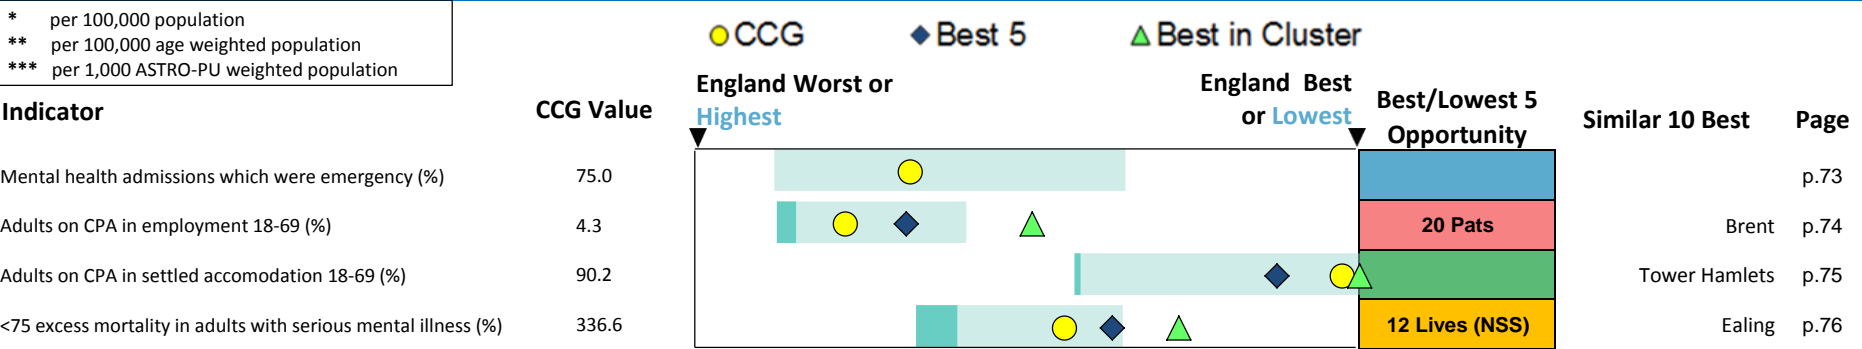 * per 100,000 population
** per 100,000 age weighted population
*** per 1,000 ASTRO-PU weighted population
CCG Best 5 Best in Cluster
Indicator CCG Value England Worst or Highest England Best or Lowest Best/Lowest 5 Opportunity Similar 10 Best Page
Mental health admissions which were emergency (%) 75.0 p.73
Adults on CPA in employment 18-69 (%) 4.3 20 Pats Brent p.74
Adults on CPA in settled accomodation 18-69 (%) 90.2 Tower Hamlets p.75
<75 excess mortality in adults with serious mental illness (%) 336.6 12 Lives (NSS) Ealing p.76